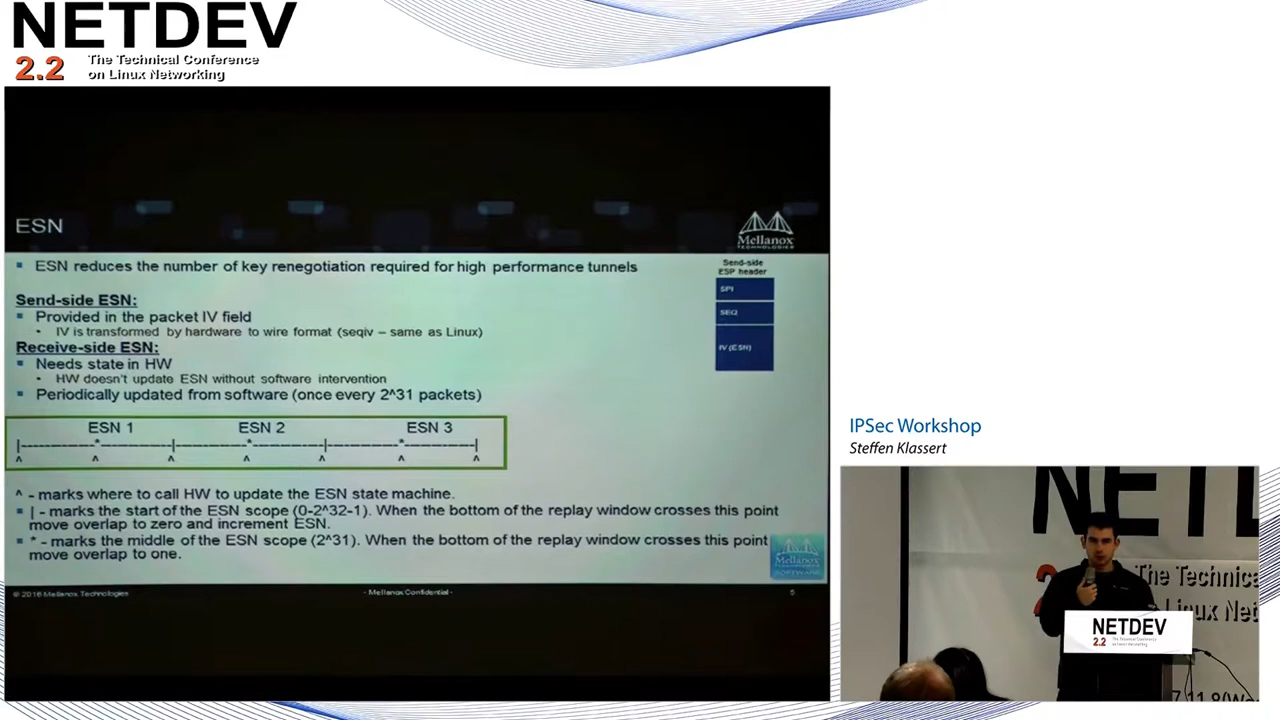 NETDEV
2.2
The Technical Conference
on Linux Networking
ESN
Mellanox
TECHNOLOGIES
ESN reduces the number of key renegotiation required for high performance tunnels
Send-side
ESP header
SPI
SEQ
IV (ESN)
Send-side ESN:
Provided in the packet IV field
IV is transformed by hardware to wire format (seqiv – same as Linux)
Receive-side ESN:
Needs state in HW
HW doesn't update ESN without software intervention
Periodically updated from software (once every 2^31 packets)
ESN 1 ESN 2 ESN 3
^ - marks where to call HW to update the ESN state machine.
| - marks the start of the ESN scope (0-2^32-1). When the bottom of the replay window crosses this point
move overlap to zero and increment ESN.
* - marks the middle of the ESN scope (2^31). When the bottom of the replay window crosses this point
move overlap to one.
Mellanox
SOFTWARE
© 2016 Mellanox Technologies
- Mellanox Confidential -
5
IPSec Workshop
Steffen Klassert
NETDEV
2.2
The Technical Conference
on Linux Networking
The Technica
Linux Net